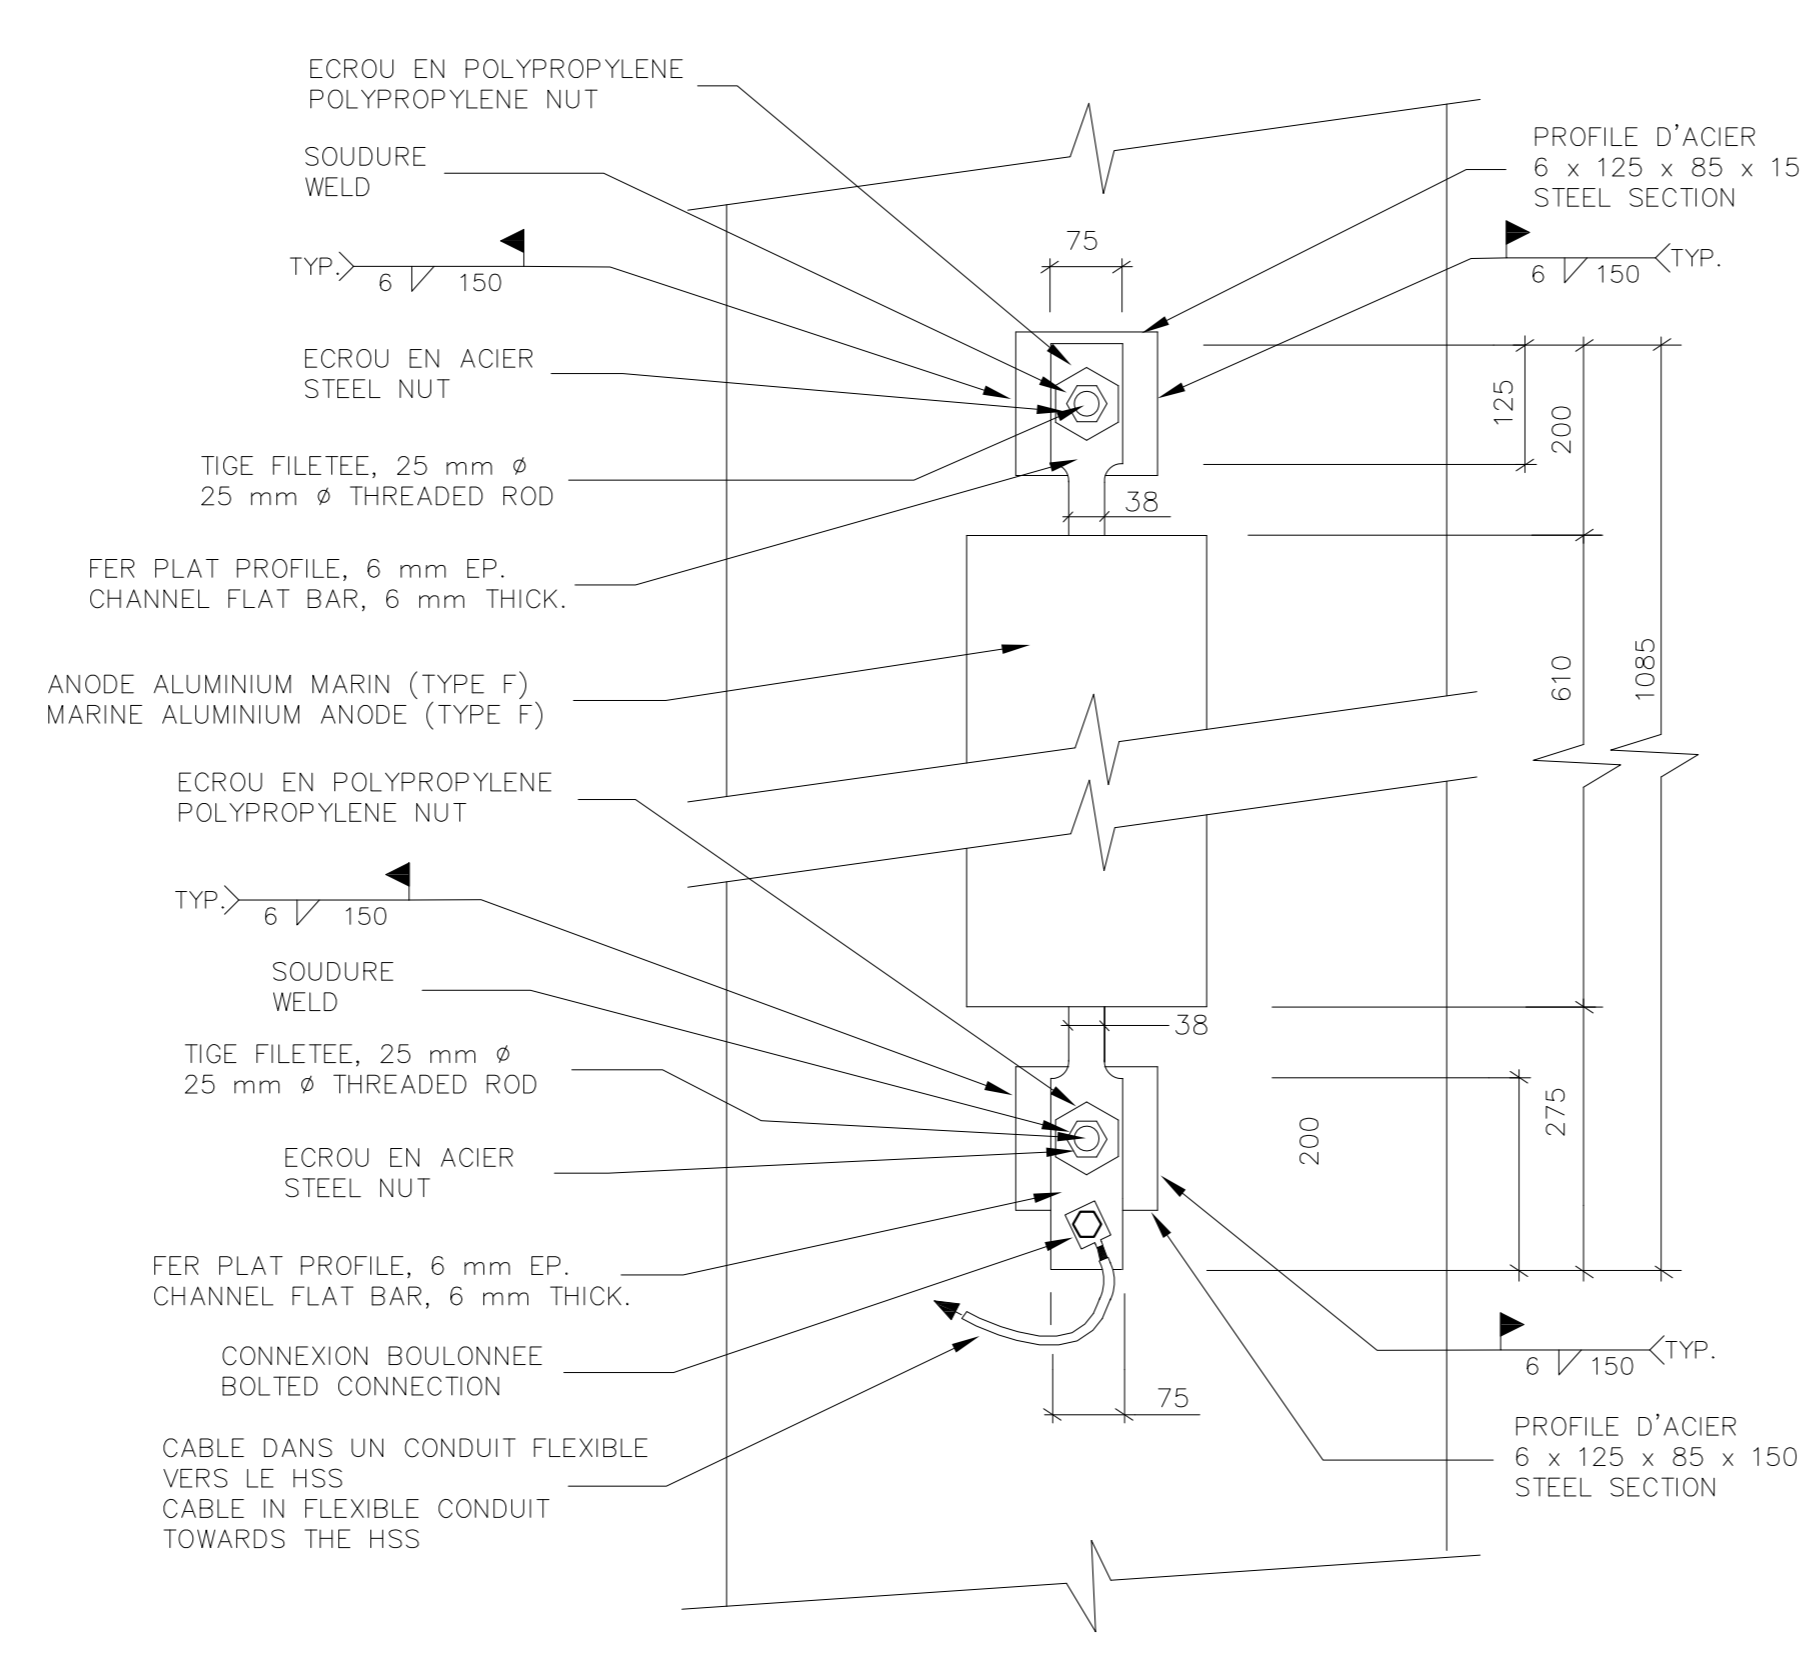 ECROU EN POLYPROPYLENE
POLYPROPYLENE NUT
SOUDURE
WELD
TYP.
6 150
ECROU EN ACIER
STEEL NUT
TIGE FILETEE, 25 mm ø
25 mm ø THREADED ROD
FER PLAT PROFILE, 6 mm EP.
CHANNEL FLAT BAR, 6 mm THICK.
ANODE ALUMINIUM MARIN (TYPE F)
MARINE ALUMINIUM ANODE (TYPE F)
ECROU EN POLYPROPYLENE
POLYPROPYLENE NUT
TYP.
6 150
SOUDURE
WELD
TIGE FILETEE, 25 mm ø
25 mm ø THREADED ROD
ECROU EN ACIER
STEEL NUT
FER PLAT PROFILE, 6 mm EP.
CHANNEL FLAT BAR, 6 mm THICK.
CONNEXION BOULONNEE
BOLTED CONNECTION
CABLE DANS UN CONDUIT FLEXIBLE
VERS LE HSS
CABLE IN FLEXIBLE CONDUIT
TOWARDS THE HSS
75
38
38
75
PROFILE D'ACIER
6 x 125 x 85 x 15
STEEL SECTION
TYP.
6 150
125
200
610
1085
200
275
TYP.
6 150
PROFILE D'ACIER
6 x 125 x 85 x 150
STEEL SECTION